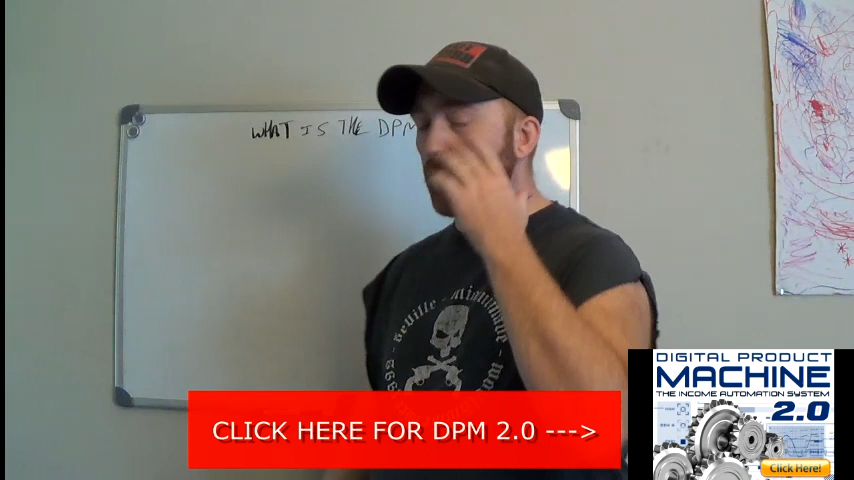 WHAT IS THE DPM
CLICK HERE FOR DPM 2.0 --->
DIGITAL PRODUCT
MACHINE
THE INCOME AUTOMATION SYSTEM
2.0
Click Here!